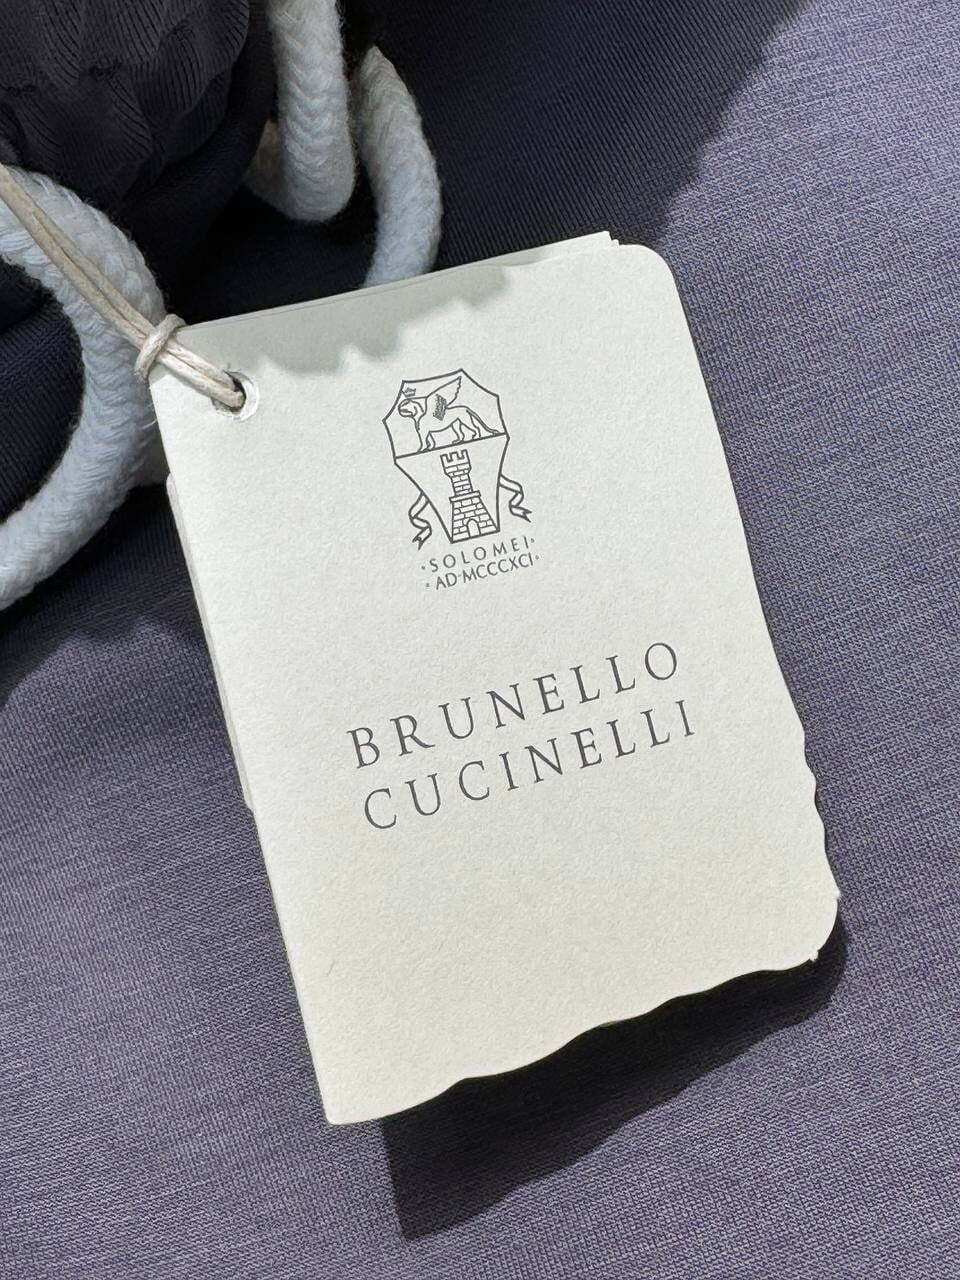 ·SOLOMEI·
·AD·MCCCXCI·
BRUNELLO
CUCINELLI